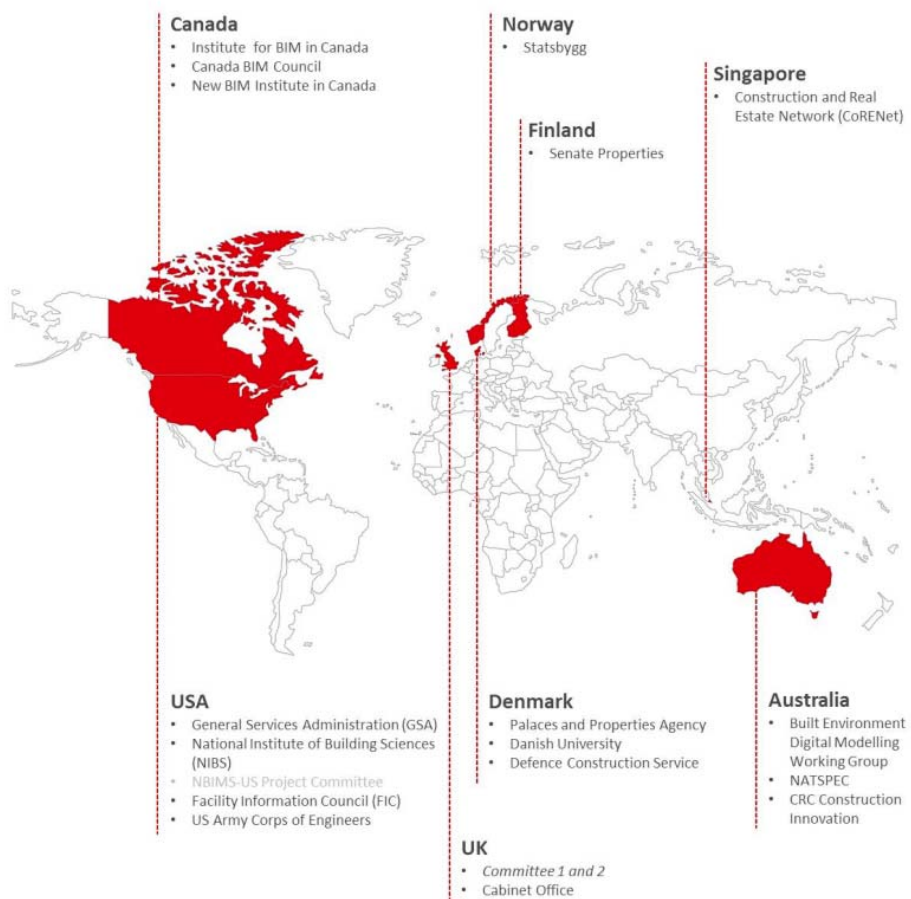 Canada
• Institute for BIM in Canada
• Canada BIM Council
• New BIM Institute in Canada
Norway
• Statsbygg
Singapore
• Construction and Real
Estate Network (CoRENet)
Finland
• Senate Properties
USA
• General Services Administration (GSA)
• National Institute of Building Sciences
(NIBS)
• NBIMS-US Project Committee
• Facility Information Council (FIC)
• US Army Corps of Engineers
Denmark
• Palaces and Properties Agency
• Danish University
• Defence Construction Service
Australia
• Built Environment
Digital Modelling
Working Group
• NATSPEC
• CRC Construction
Innovation
UK
• Committee 1 and 2
• Cabinet Office